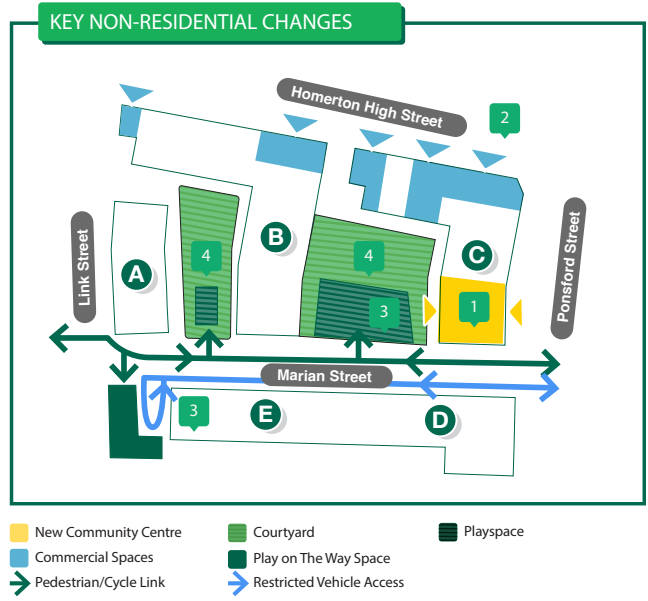 KEY NON-RESIDENTIAL CHANGES
Homerton High Street
2
Link Street
Ponsford Street
A
4
B
4
C
3
1
Marian Street
3
E
D
New Community Centre
Courtyard
Playspace
Commercial Spaces
Play on The Way Space
Pedestrian/Cycle Link
Restricted Vehicle Access